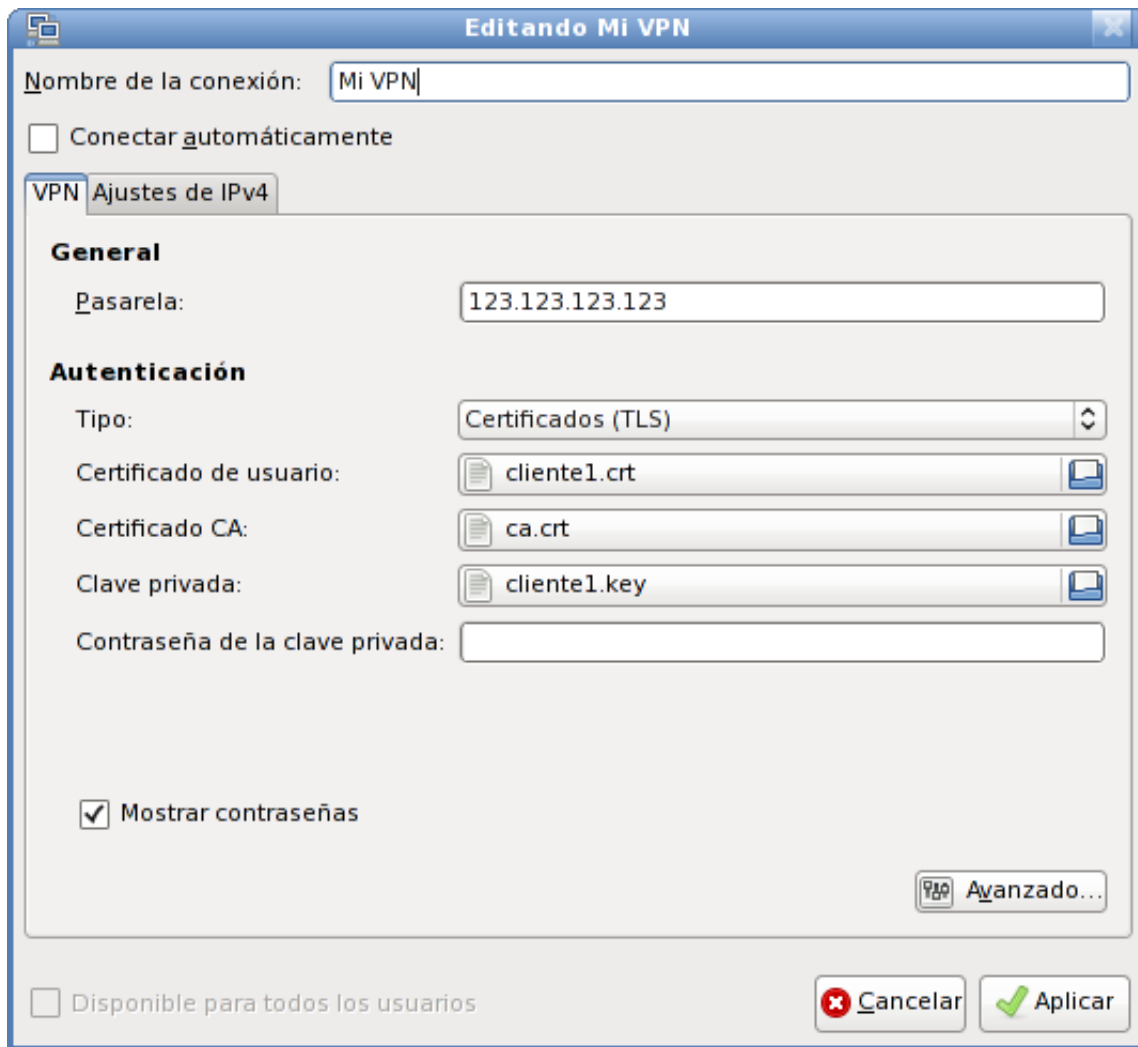 Editando Mi VPN
Nombre de la conexión: Mi VPN
Conectar automáticamente
VPN Ajustes de IPv4
General
Pasarela: 123.123.123.123
Autenticación
Tipo: Certificados (TLS)
Certificado de usuario: cliente1.crt
Certificado CA: ca.crt
Clave privada: cliente1.key
Contraseña de la clave privada:
Mostrar contraseñas
Avanzado...
Disponible para todos los usuarios Cancelar Aplicar